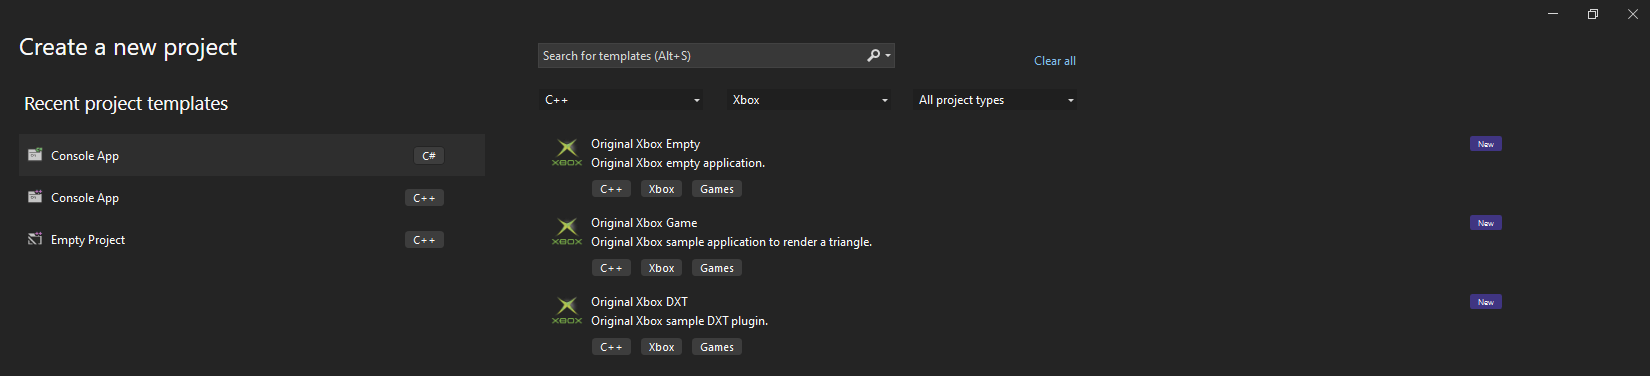 Create a new project
Recent project templates
Console App C#
Console App C++
Empty Project C++
Search for templates (Alt+S)
Clear all
C++ Xbox All project types
XBOX
Original Xbox Empty New
Original Xbox empty application.
C++ Xbox Games
XBOX
Original Xbox Game New
Original Xbox sample application to render a triangle.
C++ Xbox Games
XBOX
Original Xbox DXT New
Original Xbox sample DXT plugin.
C++ Xbox Games